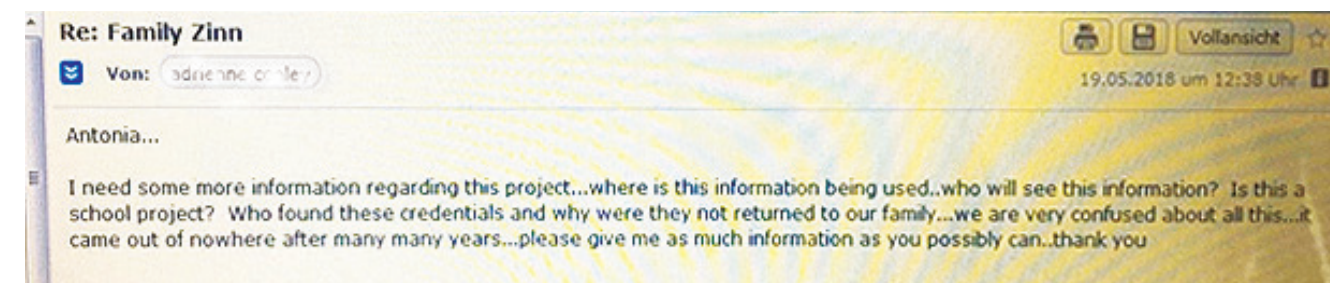 Re: Family Zinn
Vollansicht
Von:
19.05.2018 um 12:38 Uhr
Antonia...
I need some more information regarding this project...where is this information being used..who will see this information? Is this a
school project? Who found these credentials and why were they not returned to our family...we are very confused about all this...it
came out of nowhere after many many years...please give me as much information as you possibly can..thank you